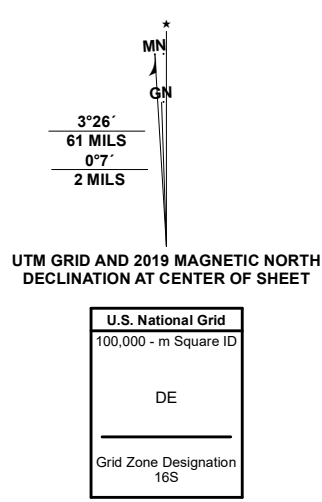 MN
GN
3°26´
61 MILS
0°7´
2 MILS
UTM GRID AND 2019 MAGNETIC NORTH
DECLINATION AT CENTER OF SHEET
U.S. National Grid
100,000 - m Square ID
DE
Grid Zone Designation
16S